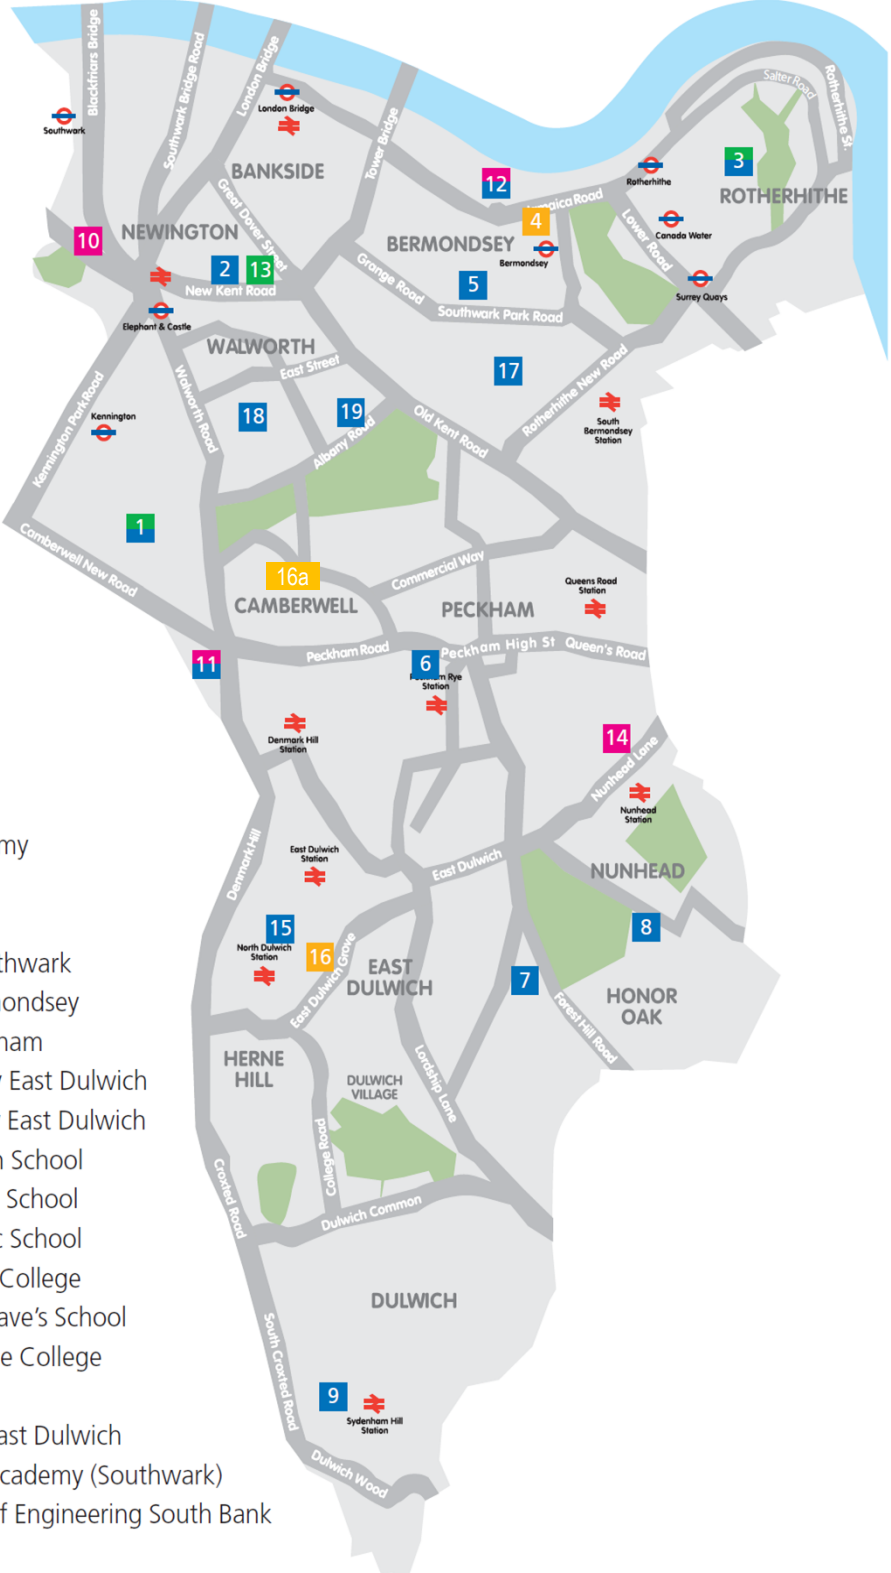 Blackfriars Bridge
Southwark Bridge Road
London Bridge
London Bridge
Southwark
Tower Bridge
Salter Road
Rotherhithe St.
BANKSIDE
Great Dover Street
12
Jamaica Road
Rotherhithe
3
ROTHERHITHE
10
NEWINGTON
4
BERMONDSEY
Bermondsey
Lower Road
Canada Water
2
13
New Kent Road
Grange Road
5
Surrey Quays
Elephant & Castle
Southwark Park Road
WALWORTH
East Street
17
Rotherhithe New Road
Kennington Park Road
Kennington
Walworth Road
18
19
Albany Road
Old Kent Road
South
Bermondsey
Station
1
Camberwell New Road
16a
CAMBERWELL
Commercial Way
PECKHAM
Queens Road
Station
11
Peckham Road
6
Peckham High St
Queen's Road
Peckham Rye
Station
Denmark Hill
Station
14
Nunhead Lane
Nunhead
Station
my
Denmark Hill
East Dulwich
Station
East Dulwich
NUNHEAD
15
North Dulwich
Station
16
East Dulwich Grove
EAST
DULWICH
8
7
HONOR
OAK
Forest Hill Road
thwark
mondsey
ham
y East Dulwich
y East Dulwich
n School
School
c School
College
ave's School
e College
ast Dulwich
cademy (Southwark)
f Engineering South Bank
HERNE
HILL
DULWICH
VILLAGE
Lordship Lane
College Road
Croxted Road
Dulwich Common
DULWICH
South Croxted Road
9
Sydenham Hill
Station
Dulwich Wood